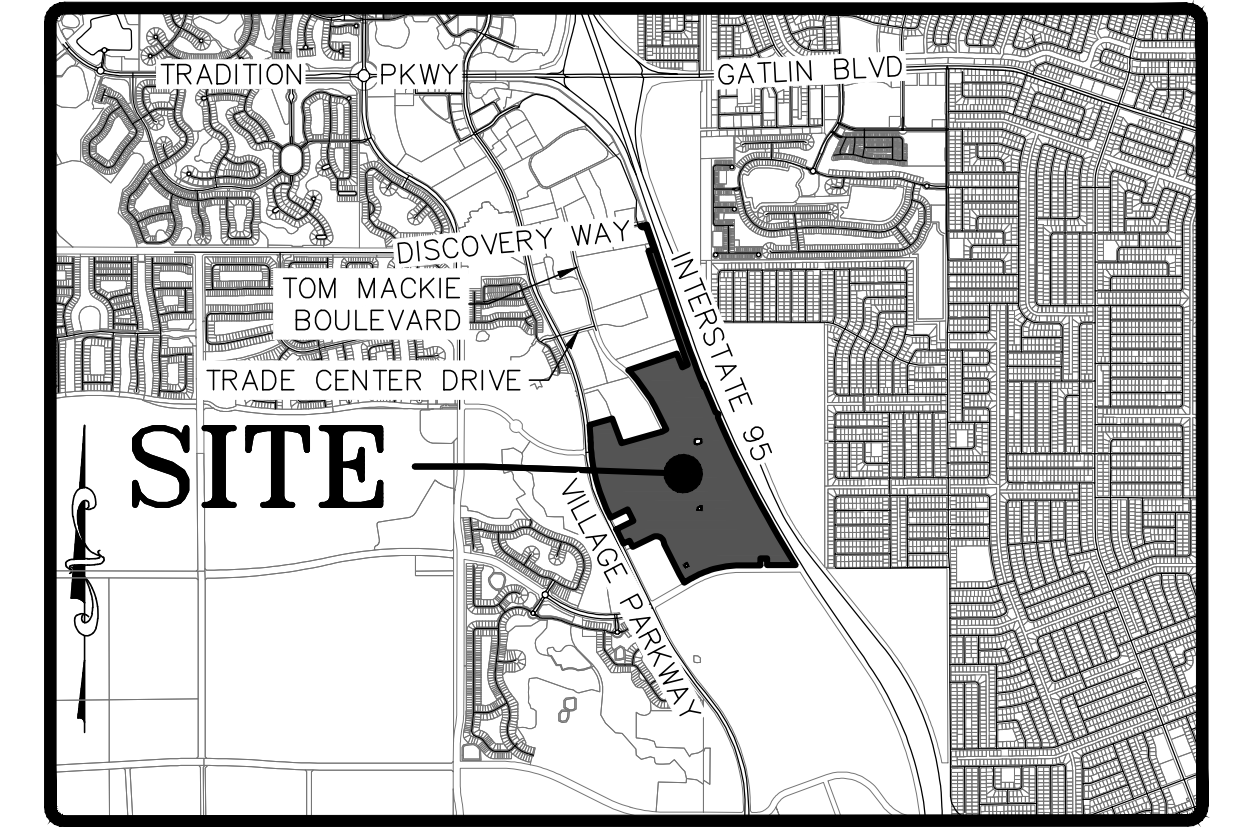 TRADITION PKWY
GATLIN BLVD
DISCOVERY WAY
TOM MACKIE
BOULEVARD
TRADE CENTER DRIVE
INTERSTATE 95
SITE
VILLAGE PARKWAY